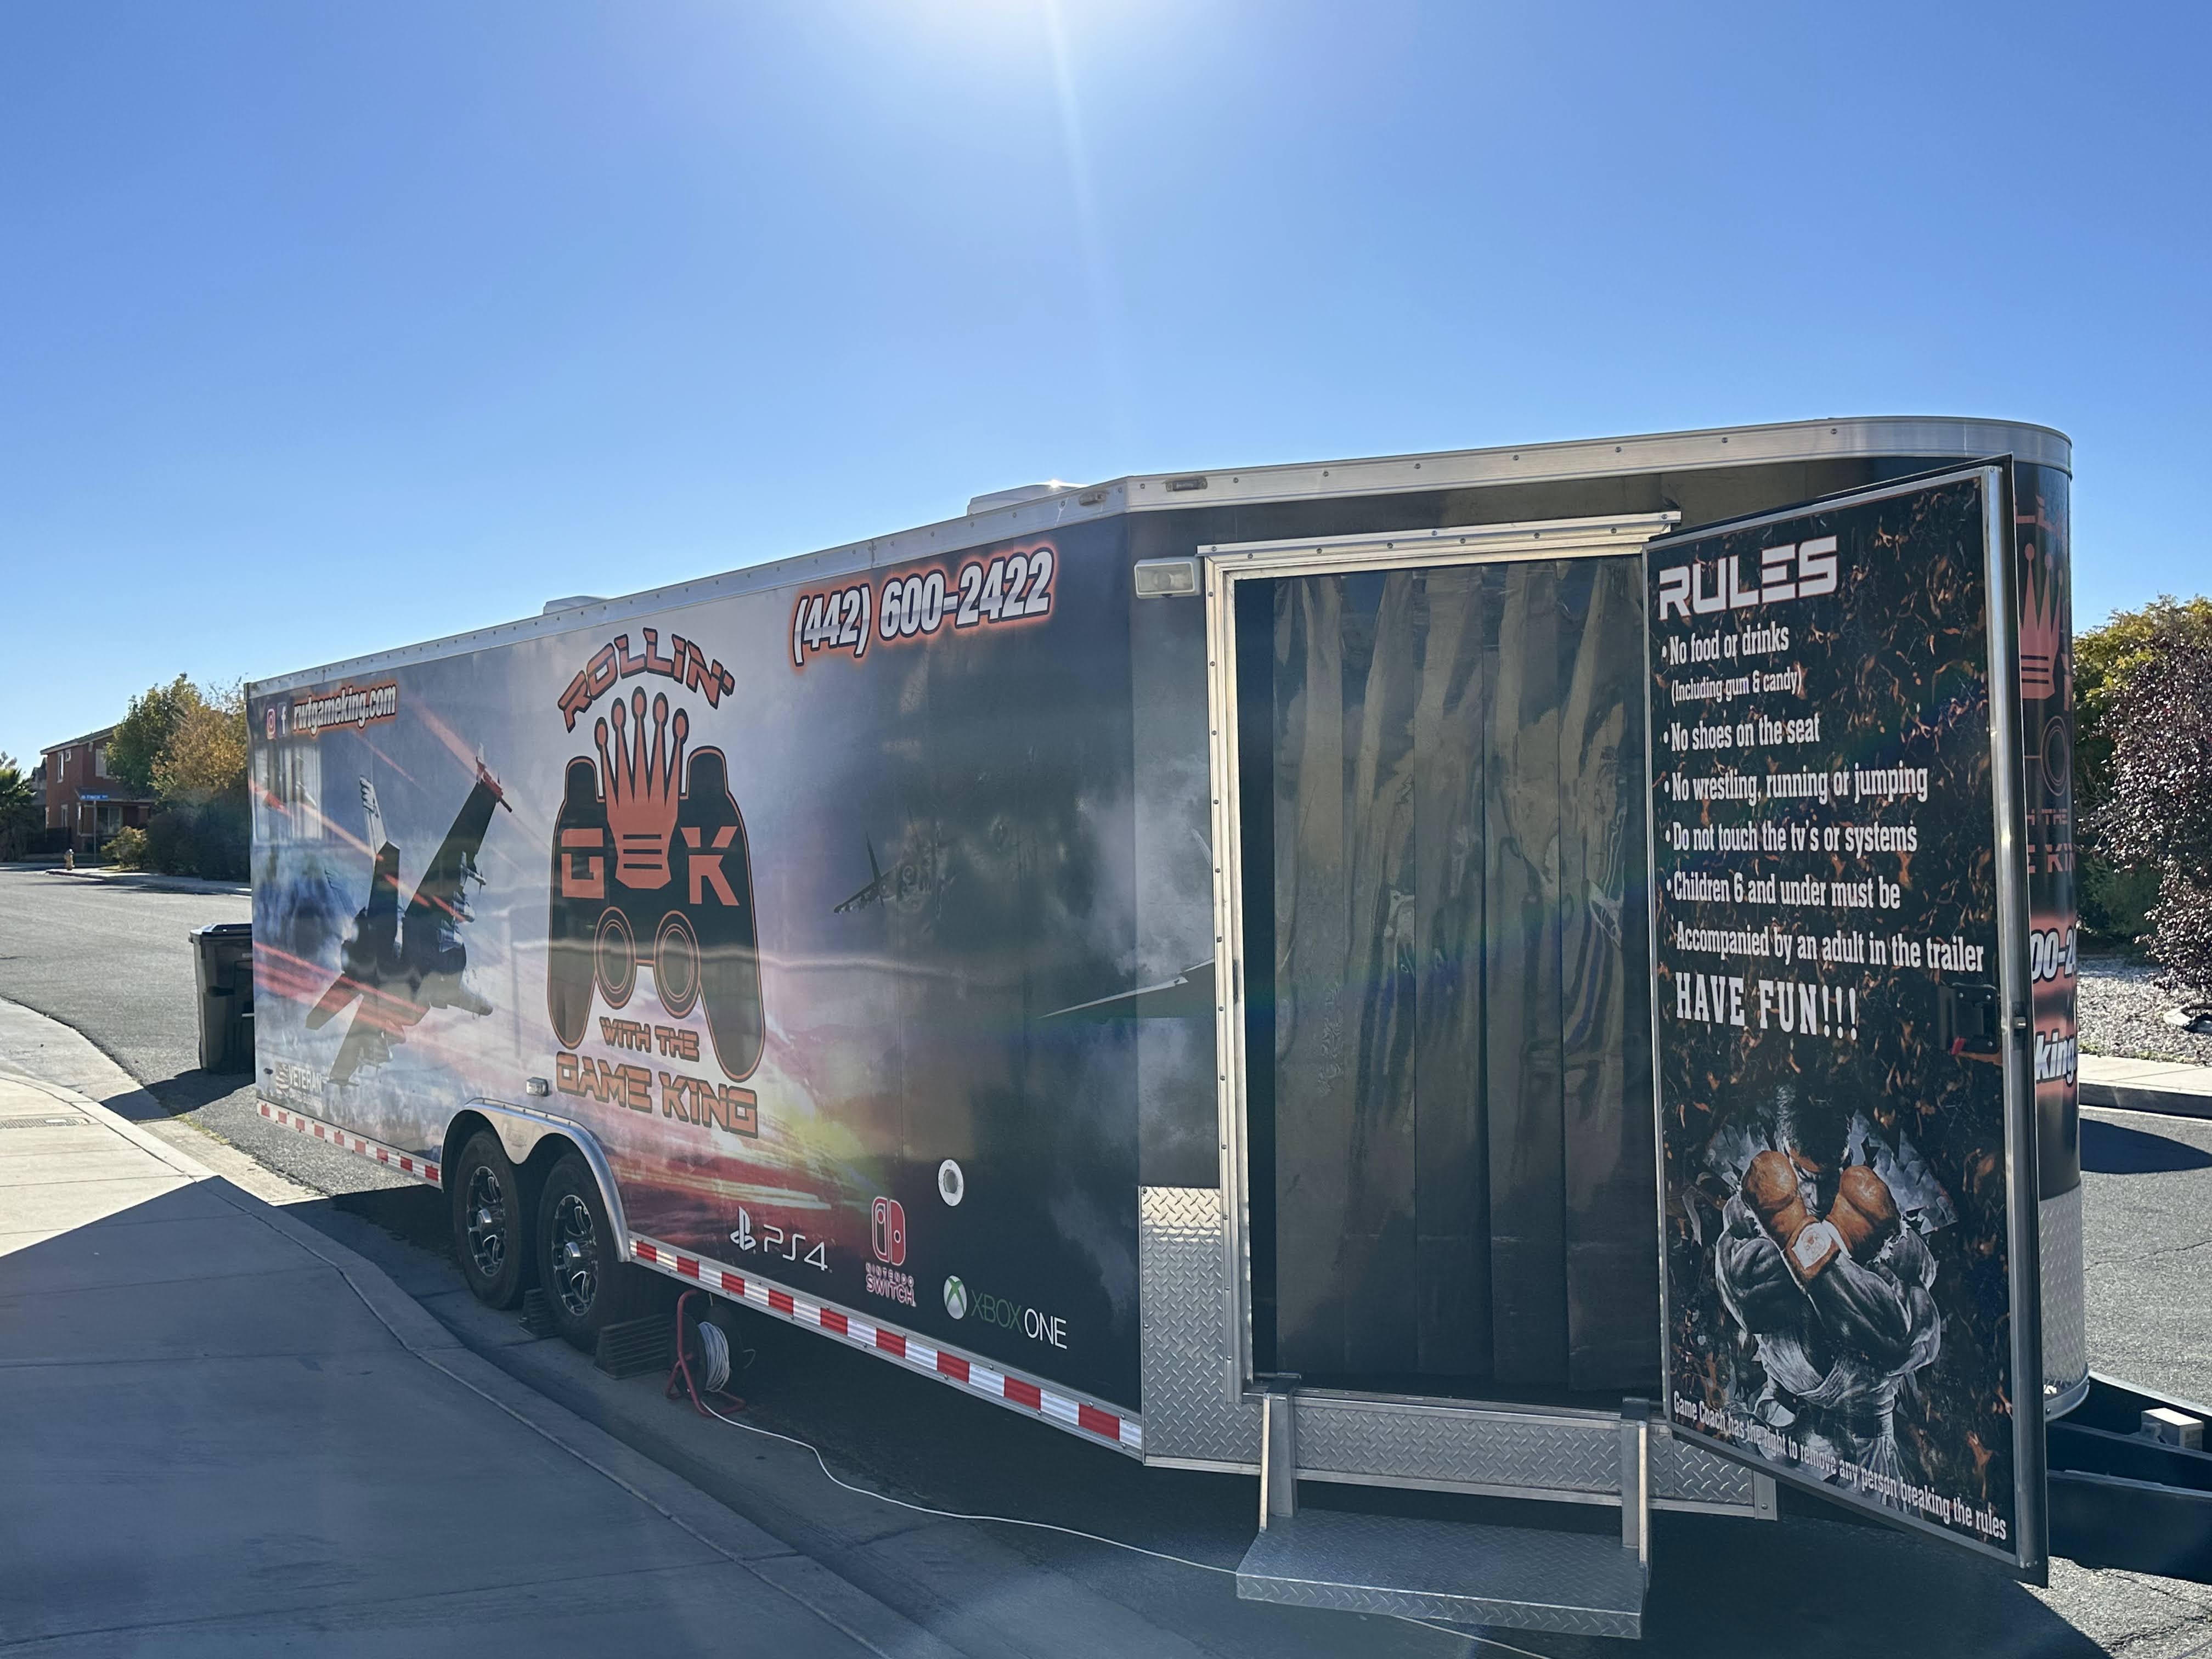 rwtgameking.com
ROLLIN'
G K
WITH THE
GAME KING
(442) 600-2422
VETERAN
PS4
NINTENDO
SWITCH
XBOX ONE
RULES
• No food or drinks
(Including gum & candy)
• No shoes on the seat
• No wrestling, running or jumping
• Do not touch the tv's or systems
• Children 6 and under must be
Accompanied by an adult in the trailer
HAVE FUN!!!
Game Coach has the right to remove any person breaking the rules